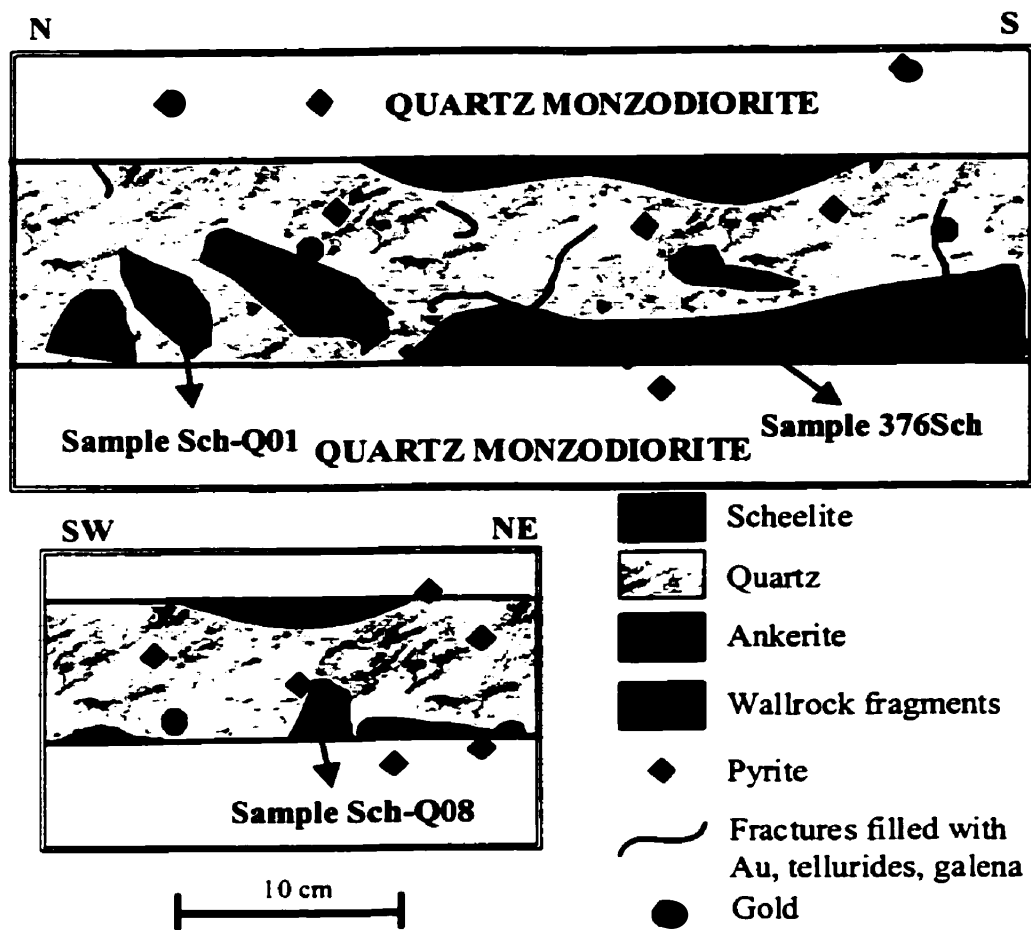 N S
QUARTZ MONZODIORITE
Sample Sch-Q01
Sample 376Sch
QUARTZ MONZODIORITE
SW NE
Sample Sch-Q08
10 cm
Scheelite
Quartz
Ankerite
Wallrock fragments
Pyrite
Fractures filled with
Au, tellurides, galena
Gold